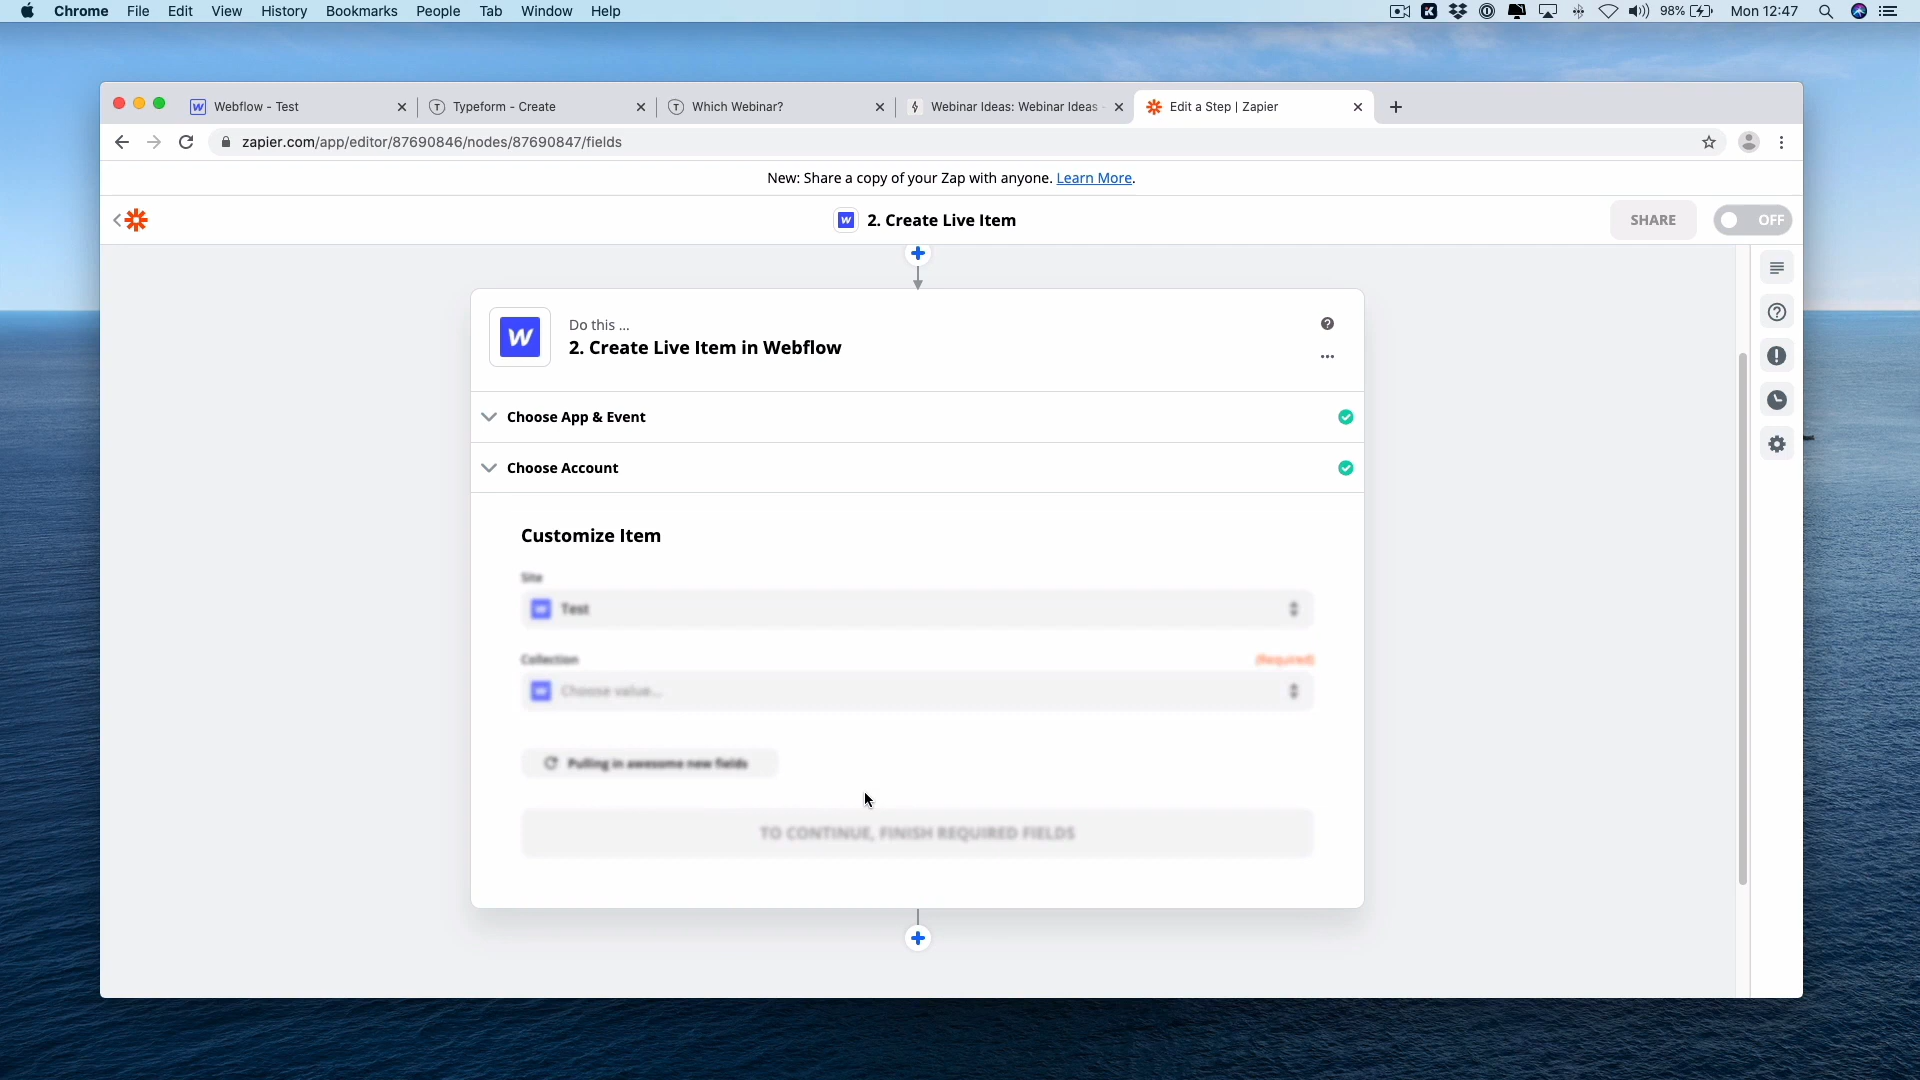 Chrome File Edit View History Bookmarks People Tab Window Help 98% Mon 12:47
Webflow - Test Typeform - Create Which Webinar? Webinar Ideas: Webinar Ideas - Edit a Step | Zapier
zapier.com/app/editor/87690846/nodes/87690847/fields
New: Share a copy of your Zap with anyone. Learn More.
2. Create Live Item SHARE OFF
Do this ...
2. Create Live Item in Webflow
Choose App & Event
Choose Account
Customize Item
Site
Test
Collection (Required)
Choose value...
Pulling in awesome new fields
TO CONTINUE, FINISH REQUIRED FIELDS